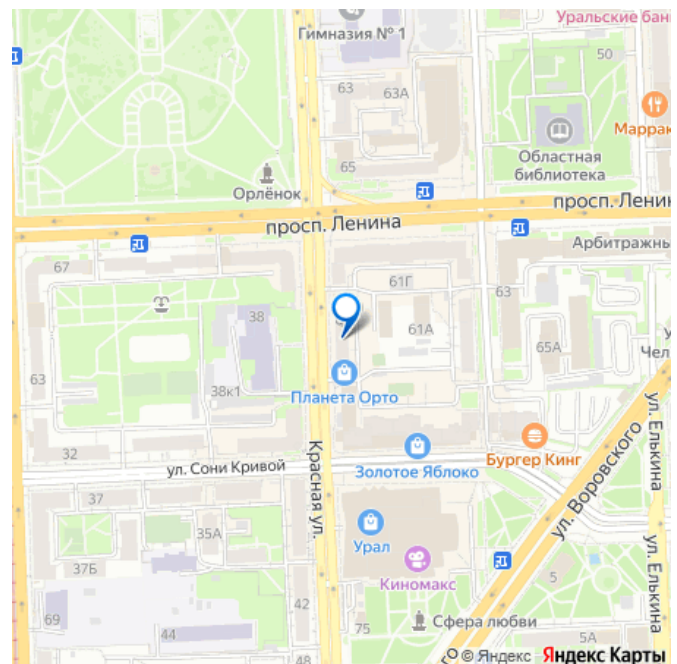 Уральские бан
Гимназия № 1
50
63
63А
Марра
Областная
библиотека
65
Орлёнок
просп. Ленина
просп. Ленин
Арбитражны
67
61Г
63
38
61А
65А
Чел
63
38к1
Планета Орто
ул. Воровского
ул. Елькина
32
ул. Сони Кривой
Красная ул.
Золотое Яблоко
Бургер Кинг
37
35А
Урал
37Б
Киномакс
ул. Елькина
5
42
69
44
75
Сфера любви
5А
ого
© Яндекс Яндекс Карты